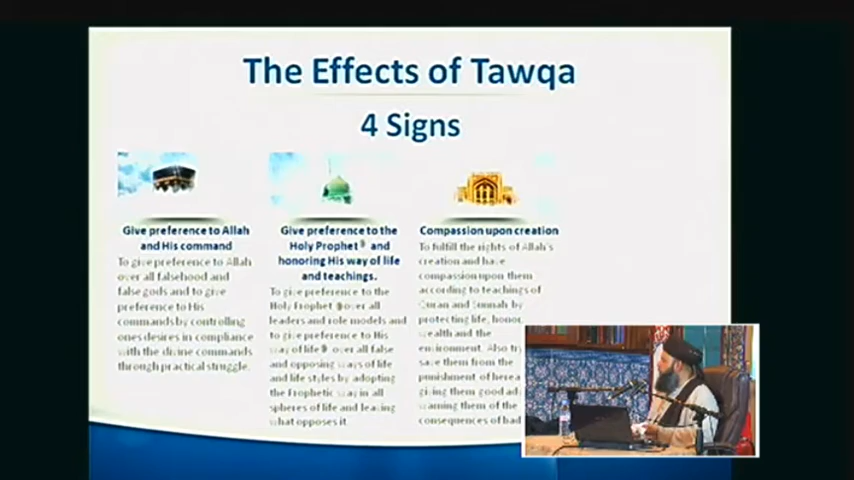 The Effects of Tawqa
4 Signs
Give preference to Allah
and His command
To give preference to Allah
over all falsehood and
false gods and to give
preference to His
commands by controlling
ones desires in compliance
with the divine commands
through practical struggle.
Give preference to the
Holy Prophet and
honoring His way of life
and teachings.
To give preference to the
Holy Prophet over all
leaders and role models and
to give preference to His
way of life over all false
and opposing ways of life
and life styles by adopting
the Prophetic way in all
spheres of life and leaving
what opposes it
Compassion upon creation
To fulfill the rights of Allah's
creation and have
compassion upon them
according to teachings of
Quran and Sunnah by
protecting life, honor,
wealth and the
environment. Also
save them from the
punishment of
giving them good
warning them of the
consequences of bad